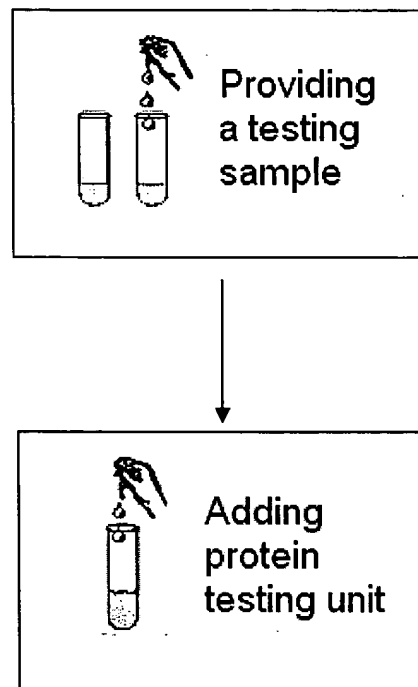 Providing
a testing
sample
Adding
protein
testing unit